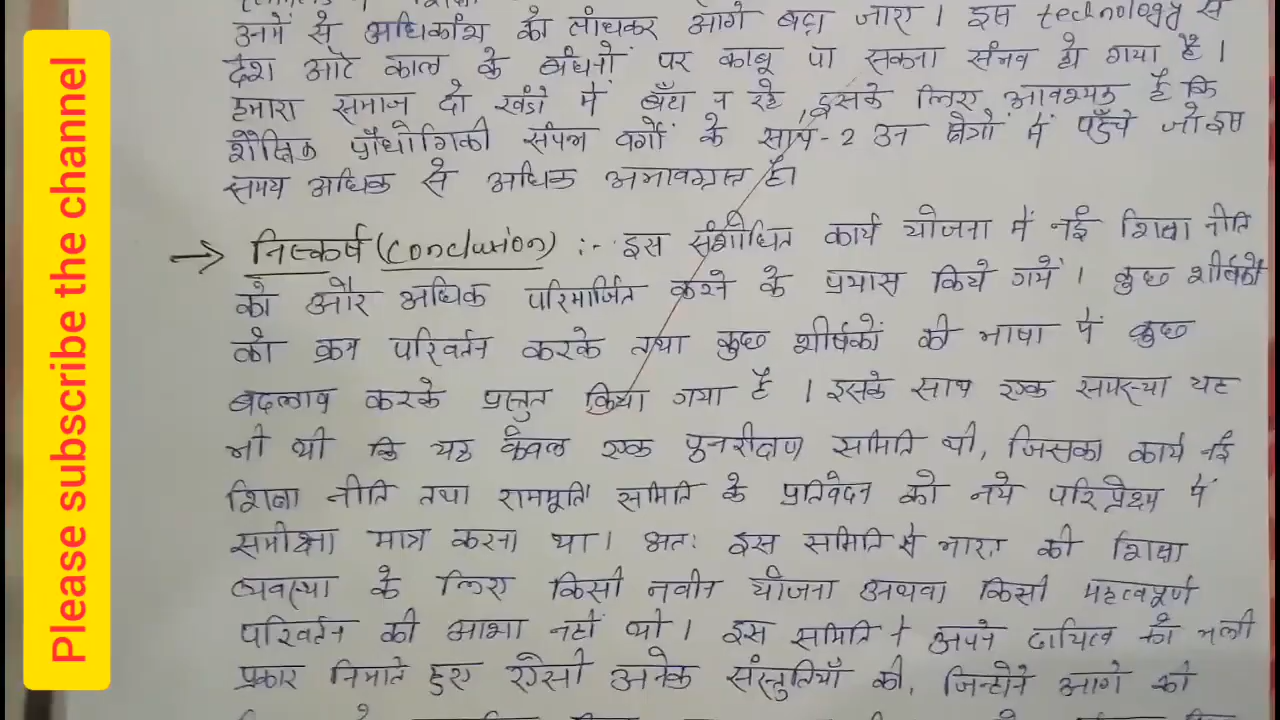 Please subscribe the channel
उनमें से अधिकांश को लांघकर आगे बढ़ा जाए । इस technology से
देश और काल के बंधनों पर काबू पा सकना संभव हो गया है ।
हमारा समाज दो खंडो में बँटा न रहे , इसके लिए आवश्यक है कि
शैक्षिक प्रौधोगिकी संपन्न वर्गों के साथ-2 उन क्षेत्रों में पहुँचे जो इस
समय अधिक से अधिक अभावग्रस्त है।
→ निष्कर्ष (Conclusion) :- इस संशोधित कार्य योजना में नई शिक्षा नीति
को और अधिक परिमार्जित करने के प्रयास किये गये । कुछ शीर्षकों
को क्रम परिवर्तन करके तथा कुछ शीर्षकों की भाषा में कुछ
बदलाव करके प्रस्तुत किया गया है । इसके साथ एक समस्या यह
भी थी कि यह केवल एक पुनरीक्षण समिति थी, जिसका कार्य नई
शिक्षा नीति तथा राममूर्ति समिति के प्रतिवेदन को नये परिप्रेक्ष्य में
समीक्षा मात्र करना था । अतः इस समिति से भारत की शिक्षा
व्यवस्था के लिए किसी नवीन योजना अथवा किसी महत्वपूर्ण
परिवर्तन की आशा नहीं थी । इस समिति ने अपने दायित्व को भली
प्रकार निभाते हुए ऐसी अनेक संस्तुतियाँ की, जिन्होंने आगे की